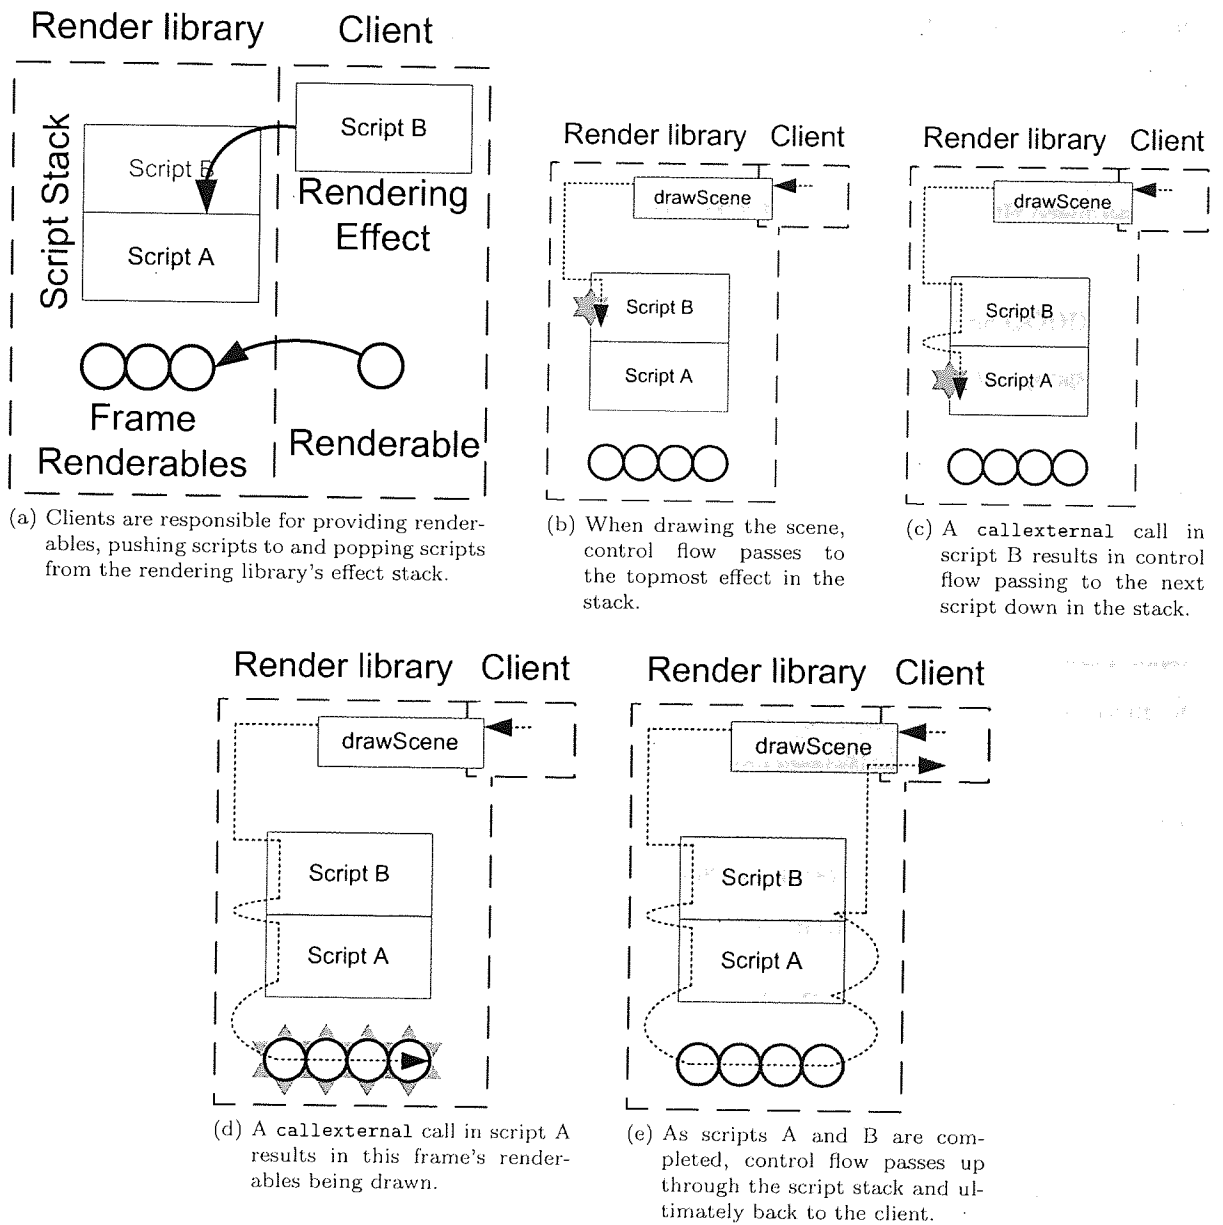 Render library Client
Script B
Script B
Script Stack
Script A
Rendering
Effect
Frame
Renderables
Renderable
(a) Clients are responsible for providing render-
ables, pushing scripts to and popping scripts
from the rendering library's effect stack.
Render library Client
drawScene
Script B
Script A
(b) When drawing the scene,
control flow passes to
the topmost effect in the
stack.
Render library Client
drawScene
Script B
Script A
(c) A callexternal call in
script B results in control
flow passing to the next
script down in the stack.
Render library Client
drawScene
Script B
Script A
(d) A callexternal call in script A
results in this frame's render-
ables being drawn.
Render library Client
drawScene
Script B
Script A
(e) As scripts A and B are com-
pleted, control flow passes up
through the script stack and ul-
timately back to the client.